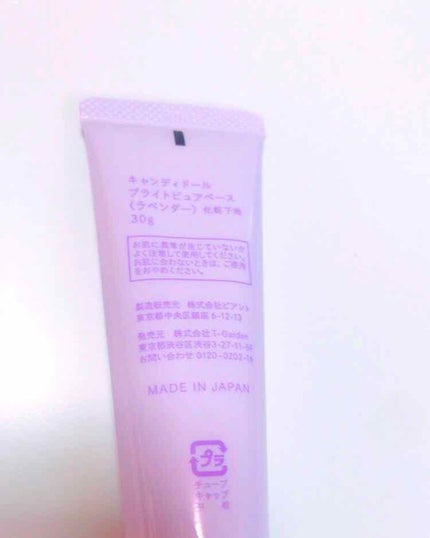 キャンディドール
ブライトピュアベース
〈ラベンダー〉化粧下地
30g
お肌に異常が生じていないか
よく注意して使用してください。
お肌に合わないときは、ご使用
をおやめください。
製造販売元 株式会社ピアント
東京都中央区銀座6-12-13
発売元 株式会社T-Garden
東京都渋谷区渋谷3-27-11
お問い合わせ 0120-0202-16
MADE IN JAPAN
プラ
チューブ
キャップ